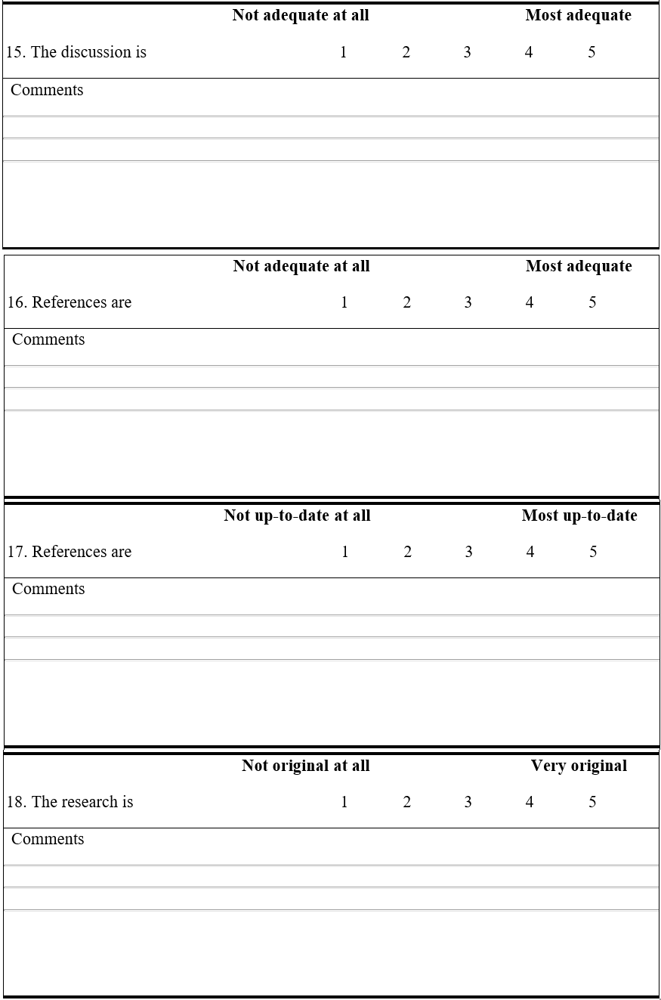 Not adequate at all Most adequate
15. The discussion is 1 2 3 4 5
Comments
Not adequate at all Most adequate
16. References are 1 2 3 4 5
Comments
Not up-to-date at all Most up-to-date
17. References are 1 2 3 4 5
Comments
Not original at all Very original
18. The research is 1 2 3 4 5
Comments